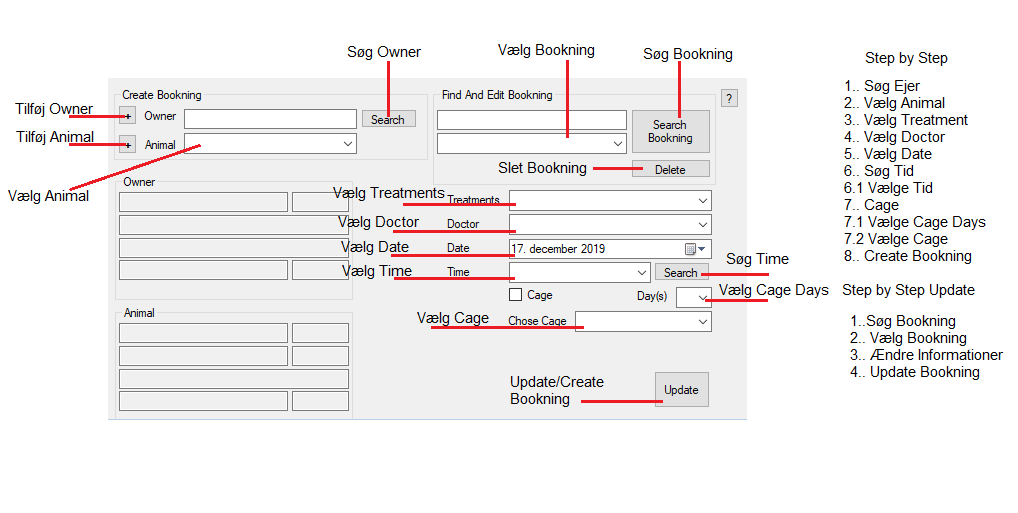 Søg Owner
Vælg Bookning
Søg Bookning
Step by Step
Create Bookning
Find And Edit Bookning
?
Tilføj Owner
+ Owner
Search
Search Bookning
Tilføj Animal
+ Animal
Slet Bookning
Delete
Vælg Animal
Owner
Vælg Treatments
Treatments
Vælg Doctor
Doctor
Vælg Date
Date
17. december 2019
Vælg Time
Time
Search
Søg Time
Cage
Day(s)
Vælg Cage Days
Vælg Cage
Chose Cage
Animal
Update/Create
Bookning
Update
1.. Søg Ejer
2.. Vælg Animal
3.. Vælg Treatment
4.. Vælg Doctor
5.. Vælg Date
6.. Søg Tid
6.1 Vælge Tid
7.. Cage
7.1 Vælge Cage Days
7.2 Vælge Cage
8.. Create Bookning
Step by Step Update
1..Søg Bookning
2.. Vælg Bookning
3.. Ændre Informationer
4.. Update Bookning